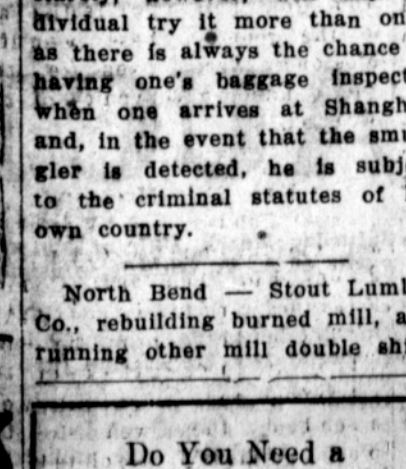 dividual try it more than on
as there is always the chance
having one's baggage inspect
when one arrives at Shangh
and, in the event that the smu
gler is detected, he is subj
to the criminal statutes of
own country.
North Bend — Stout Lumb
Co., rebuilding burned mill, a
running other mill double shi
Do You Need a